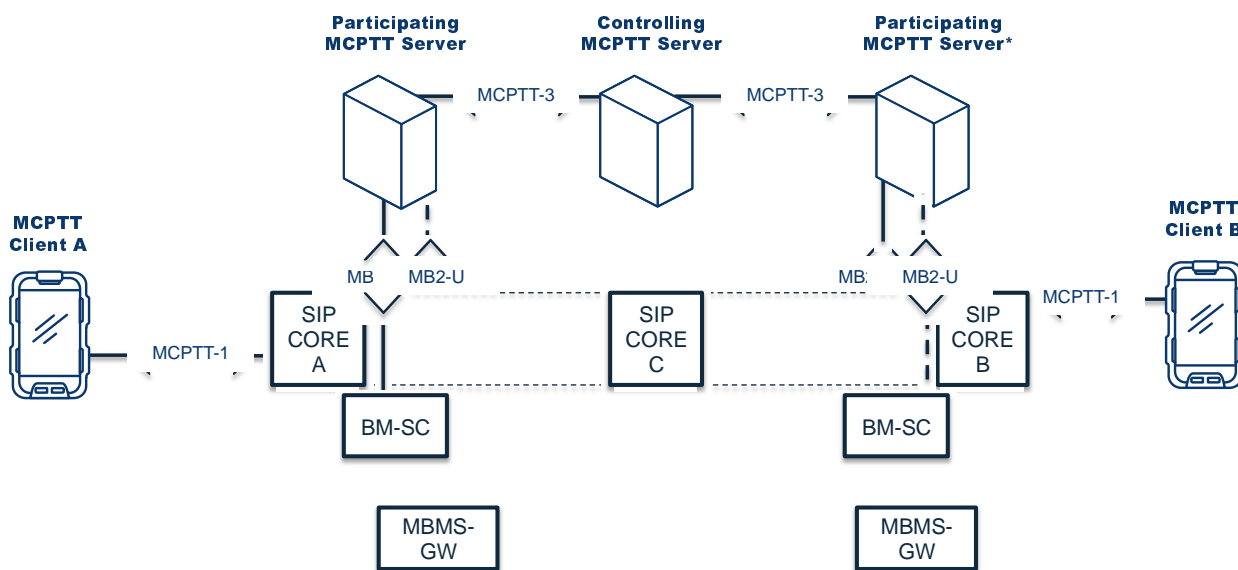 Participating
MCPTT Server
Controlling
MCPTT Server
Participating
MCPTT Server*
MCPTT-3
MCPTT-3
MCPTT
Client A
MCPTT
Client B
MB
MB2-U
MB2-U
SIP
CORE
A
SIP
CORE
C
SIP
CORE
B
MCPTT-1
MCPTT-1
BM-SC
BM-SC
MBMS-
GW
MBMS-
GW